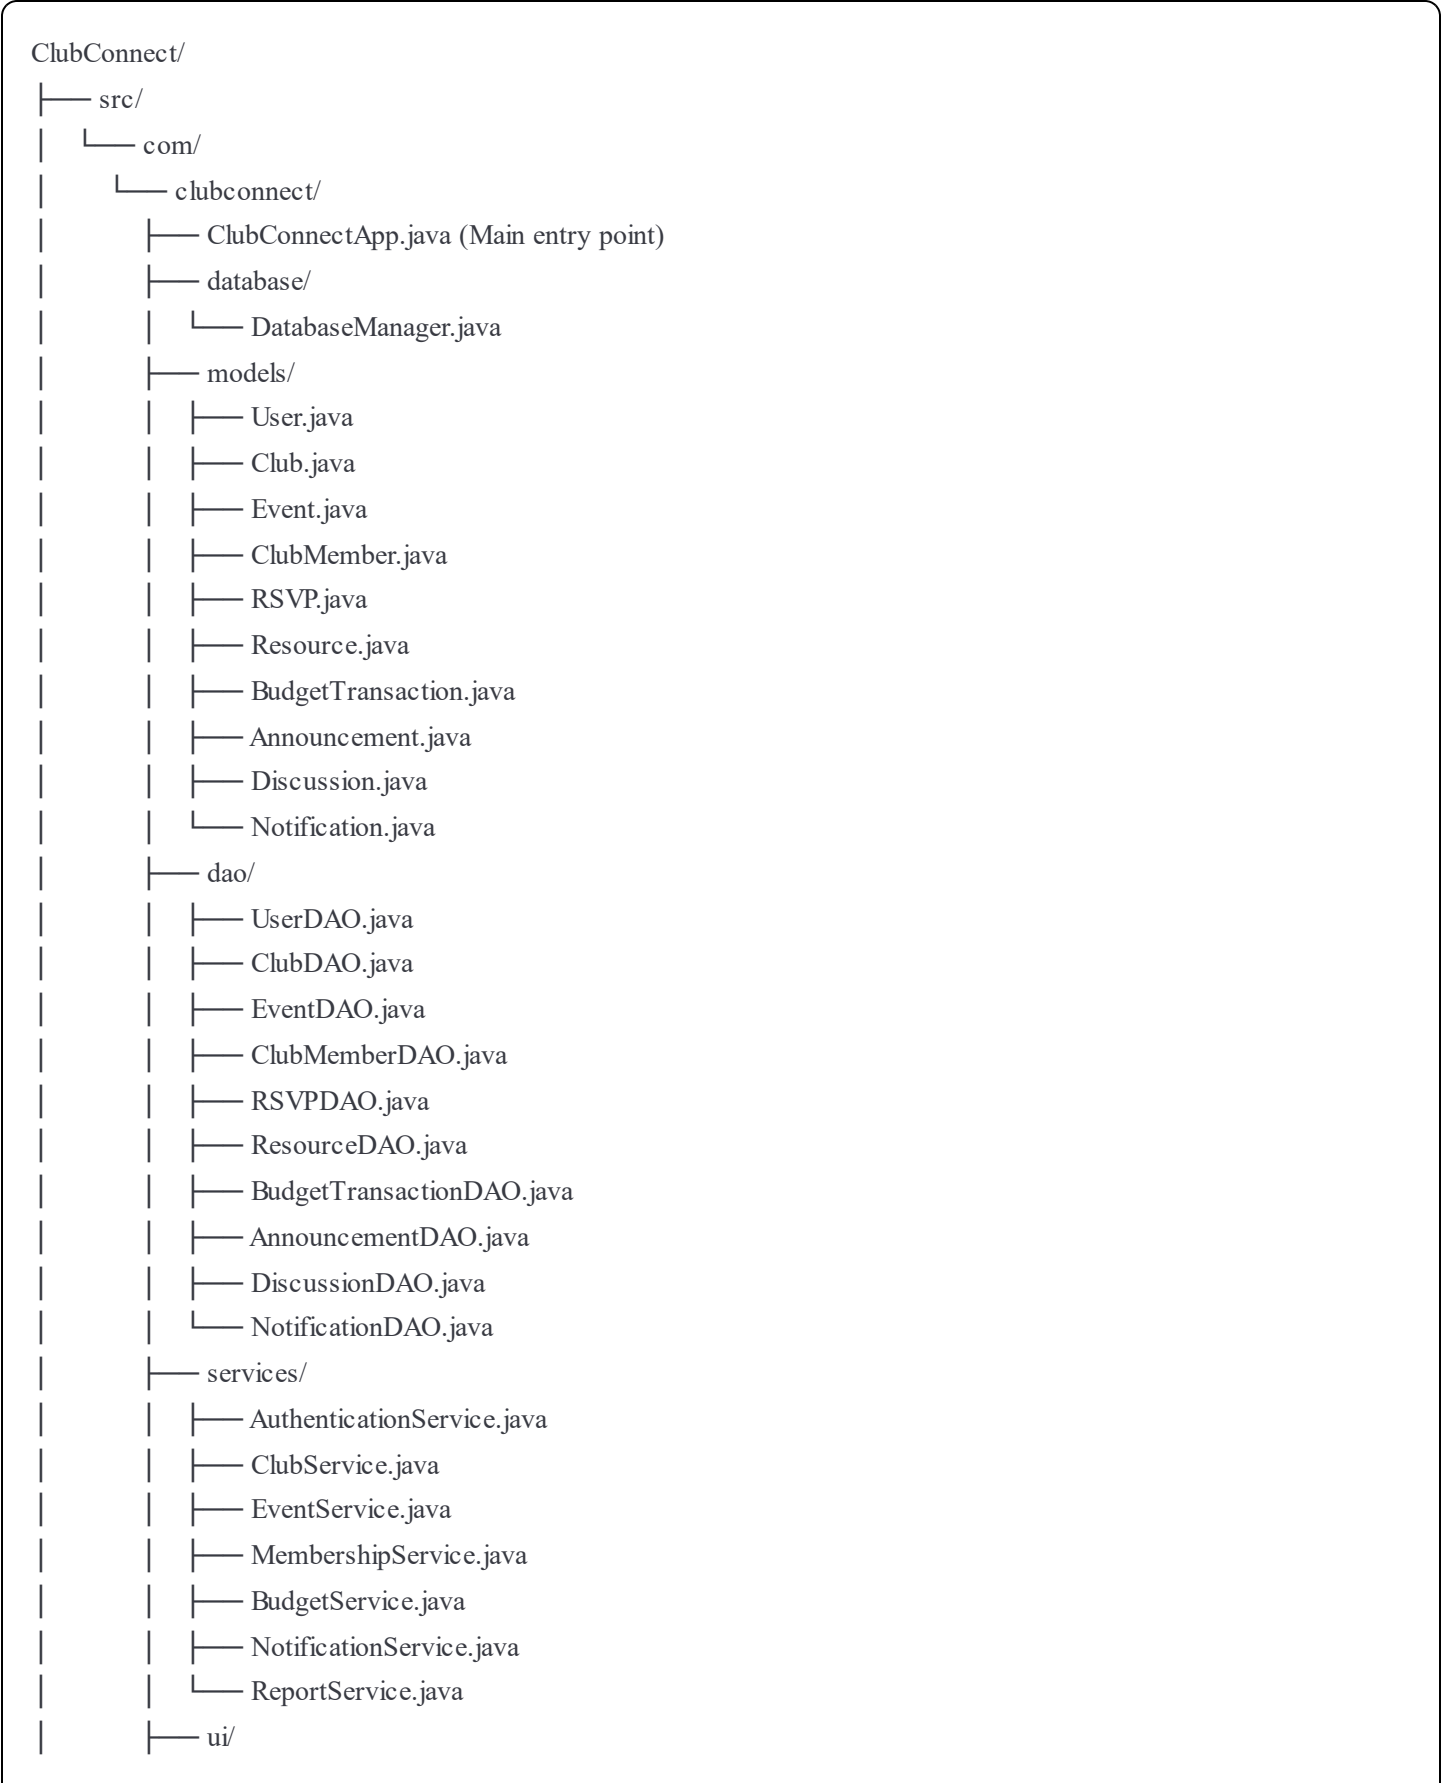 ClubConnect/
├── src/
│   └── com/
│       └── clubconnect/
│           ├── ClubConnectApp.java (Main entry point)
│           ├── database/
│           │   └── DatabaseManager.java
│           ├── models/
│           │   ├── User.java
│           │   ├── Club.java
│           │   ├── Event.java
│           │   ├── ClubMember.java
│           │   ├── RSVP.java
│           │   ├── Resource.java
│           │   ├── BudgetTransaction.java
│           │   ├── Announcement.java
│           │   ├── Discussion.java
│           │   └── Notification.java
│           ├── dao/
│           │   ├── UserDAO.java
│           │   ├── ClubDAO.java
│           │   ├── EventDAO.java
│           │   ├── ClubMemberDAO.java
│           │   ├── RSVPDAO.java
│           │   ├── ResourceDAO.java
│           │   ├── BudgetTransactionDAO.java
│           │   ├── AnnouncementDAO.java
│           │   ├── DiscussionDAO.java
│           │   └── NotificationDAO.java
│           ├── services/
│           │   ├── AuthenticationService.java
│           │   ├── ClubService.java
│           │   ├── EventService.java
│           │   ├── MembershipService.java
│           │   ├── BudgetService.java
│           │   ├── NotificationService.java
│           │   └── ReportService.java
│           ├── ui/